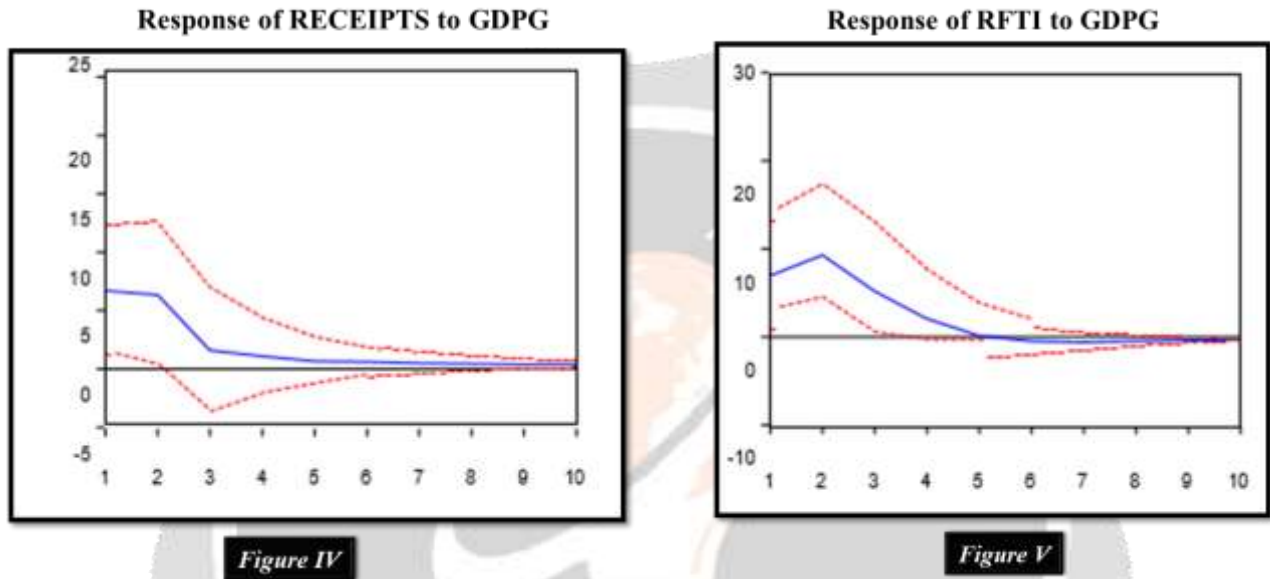 Response of RECEIPTS to GDPG
25
20
15
10
5
0
-5
1 2 3 4 5 6 7 8 9 10
Figure IV
Response of RFTI to GDPG
30
20
10
0
-10
1 2 3 4 5 6 7 8 9 10
Figure V